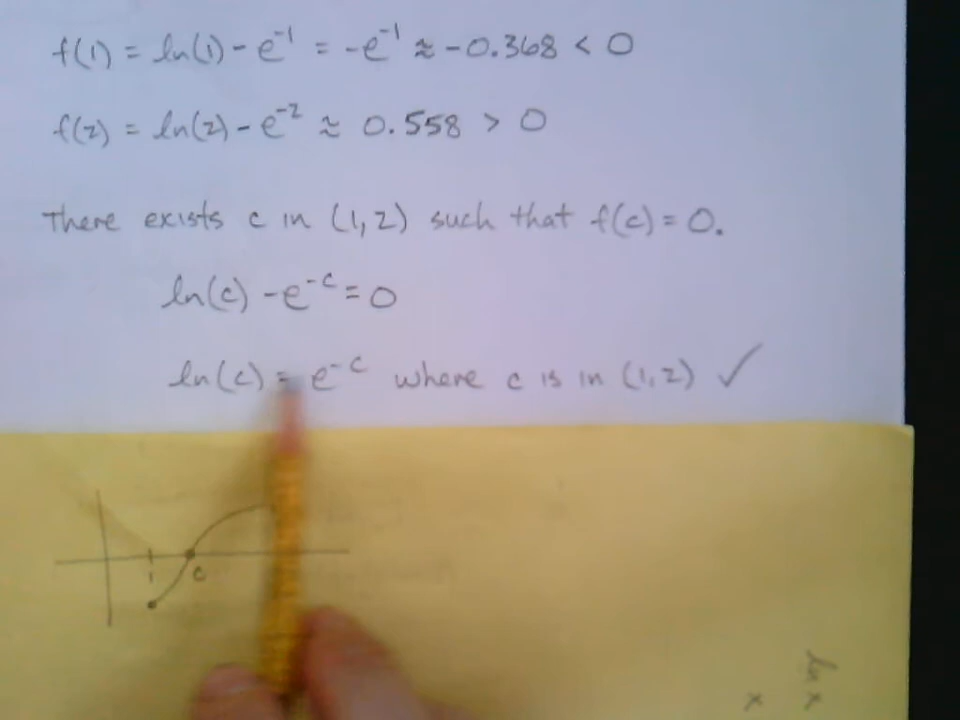 f(1) = ln(1) - e⁻¹ = -e⁻¹ ≈ -0.368 < 0
f(2) = ln(2) - e⁻² ≈ 0.558 > 0
There exists c in (1,2) such that f(c) = 0.
ln(c) - e⁻ᶜ = 0
ln(c) = e⁻ᶜ where c is in (1,2) ✓
1
c
ln x
x